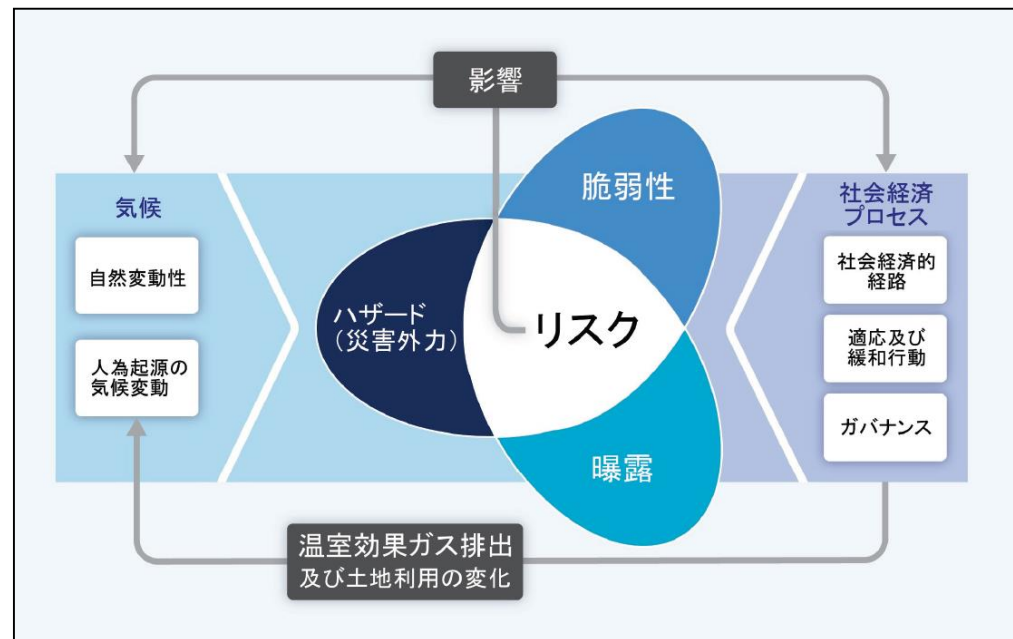 影響
気候
自然変動性
人為起源の
気候変動
脆弱性
ハザード
（災害外力）
リスク
曝露
社会経済
プロセス
社会経済的
経路
適応及び
緩和行動
ガバナンス
温室効果ガス排出
及び土地利用の変化